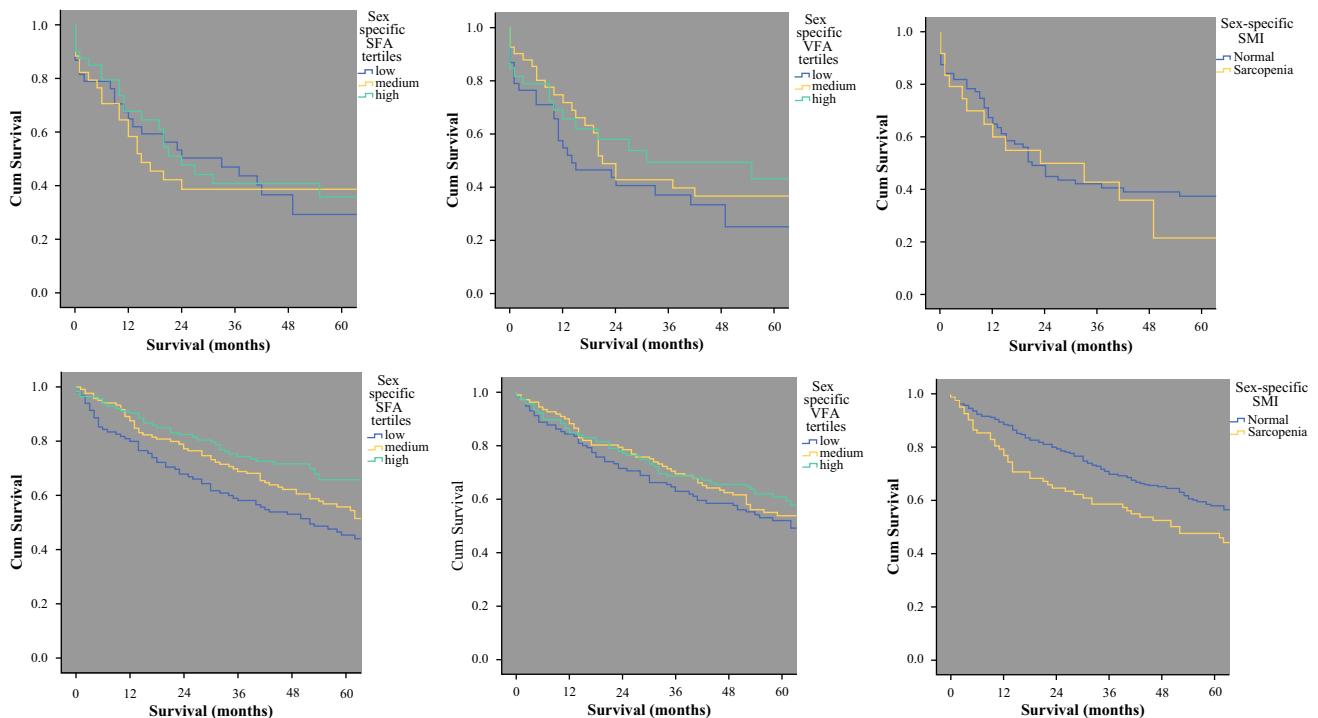 Sex
specific
SFA
tertiles
low
medium
high
1.0
0.8
0.6
0.4
0.2
0.0
Cum Survival
0 12 24 36 48 60
Survival (months)
Sex
specific
VFA
tertiles
low
medium
high
1.0
0.8
0.6
0.4
0.2
0.0
Cum Survival
0 12 24 36 48 60
Survival (months)
Sex-specific
SMI
Normal
Sarcopenia
1.0
0.8
0.6
0.4
0.2
0.0
Cum Survival
0 12 24 36 48 60
Survival (months)
Sex
specific
SFA
tertiles
low
medium
high
1.0
0.8
0.6
0.4
0.2
0.0
Cum Survival
0 12 24 36 48 60
Survival (months)
Sex
specific
VFA
tertiles
low
medium
high
1.0
0.8
0.6
0.4
0.2
0.0
Cum Survival
0 12 24 36 48 60
Survival (months)
Sex-specific
SMI
Normal
Sarcopenia
1.0
0.8
0.6
0.4
0.2
0.0
Cum Survival
0 12 24 36 48 60
Survival (months)